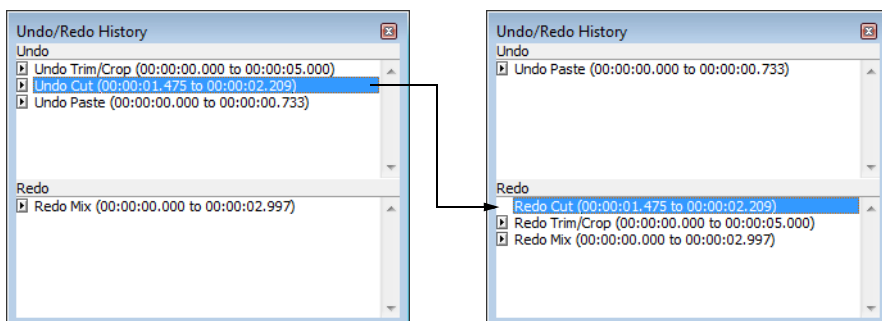 Undo/Redo History
Undo
Undo Trim/Crop (00:00:00.000 to 00:00:05.000)
Undo Cut (00:00:01.475 to 00:00:02.209)
Undo Paste (00:00:00.000 to 00:00:00.733)
Redo
Redo Mix (00:00:00.000 to 00:00:02.997)
Undo/Redo History
Undo
Undo Paste (00:00:00.000 to 00:00:00.733)
Redo
Redo Cut (00:00:01.475 to 00:00:02.209)
Redo Trim/Crop (00:00:00.000 to 00:00:05.000)
Redo Mix (00:00:00.000 to 00:00:02.997)